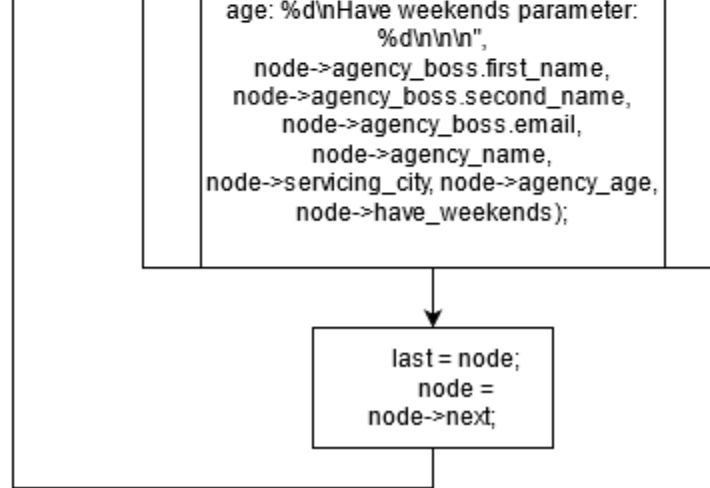 age: %d\nHave weekends parameter:
%d\n\n\n",
node->agency_boss.first_name,
node->agency_boss.second_name,
node->agency_boss.email,
node->agency_name,
node->servicing_city, node->agency_age,
node->have_weekends);
last = node;
node =
node->next;